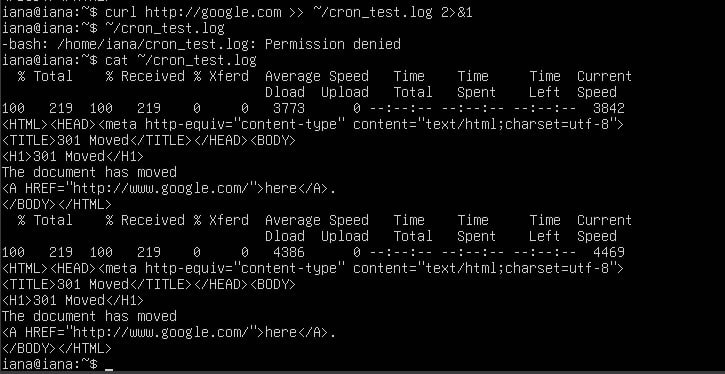 iana@iana:~$ curl http://google.com >> ~/cron_test.log 2>&1
iana@iana:~$ ~/cron_test.log
-bash: /home/iana/cron_test.log: Permission denied
iana@iana:~$ cat ~/cron_test.log
  % Total    % Received % Xferd  Average Speed   Time    Time     Time  Current
                                 Dload  Upload   Total   Spent    Left  Speed
100   219  100   219    0     0   3773      0 --:--:-- --:--:-- --:--:--  3842
<HTML><HEAD><meta http-equiv="content-type" content="text/html;charset=utf-8">
<TITLE>301 Moved</TITLE></HEAD><BODY>
<H1>301 Moved</H1>
The document has moved
<A HREF="http://www.google.com/">here</A>.
</BODY></HTML>
  % Total    % Received % Xferd  Average Speed   Time    Time     Time  Current
                                 Dload  Upload   Total   Spent    Left  Speed
100   219  100   219    0     0   4386      0 --:--:-- --:--:-- --:--:--  4469
<HTML><HEAD><meta http-equiv="content-type" content="text/html;charset=utf-8">
<TITLE>301 Moved</TITLE></HEAD><BODY>
<H1>301 Moved</H1>
The document has moved
<A HREF="http://www.google.com/">here</A>.
</BODY></HTML>
iana@iana:~$ _